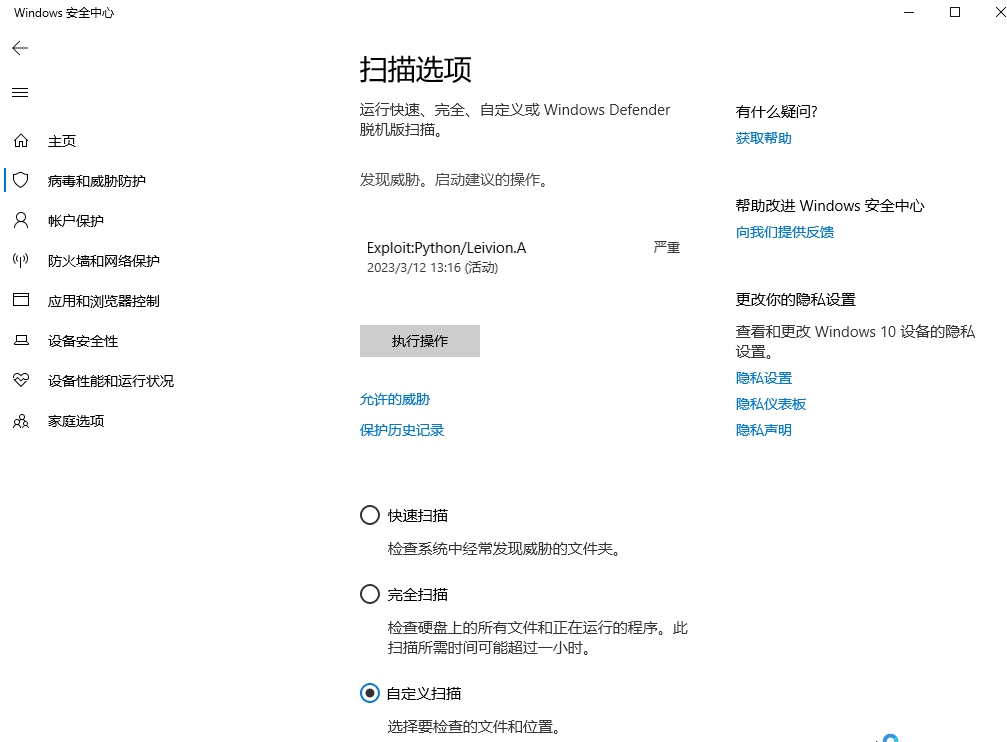 Windows 安全中心
主页
病毒和威胁防护
帐户保护
防火墙和网络保护
应用和浏览器控制
设备安全性
设备性能和运行状况
家庭选项
扫描选项
运行快速、完全、自定义或 Windows Defender
脱机版扫描。
发现威胁。启动建议的操作。
Exploit:Python/Leivion.A 严重
2023/3/12 13:16 (活动)
执行操作
允许的威胁
保护历史记录
快速扫描
检查系统中经常发现威胁的文件夹。
完全扫描
检查硬盘上的所有文件和正在运行的程序。此
扫描所需时间可能超过一小时。
自定义扫描
选择要检查的文件和位置。
有什么疑问?
获取帮助
帮助改进 Windows 安全中心
向我们提供反馈
更改你的隐私设置
查看和更改 Windows 10 设备的隐私
设置。
隐私设置
隐私仪表板
隐私声明